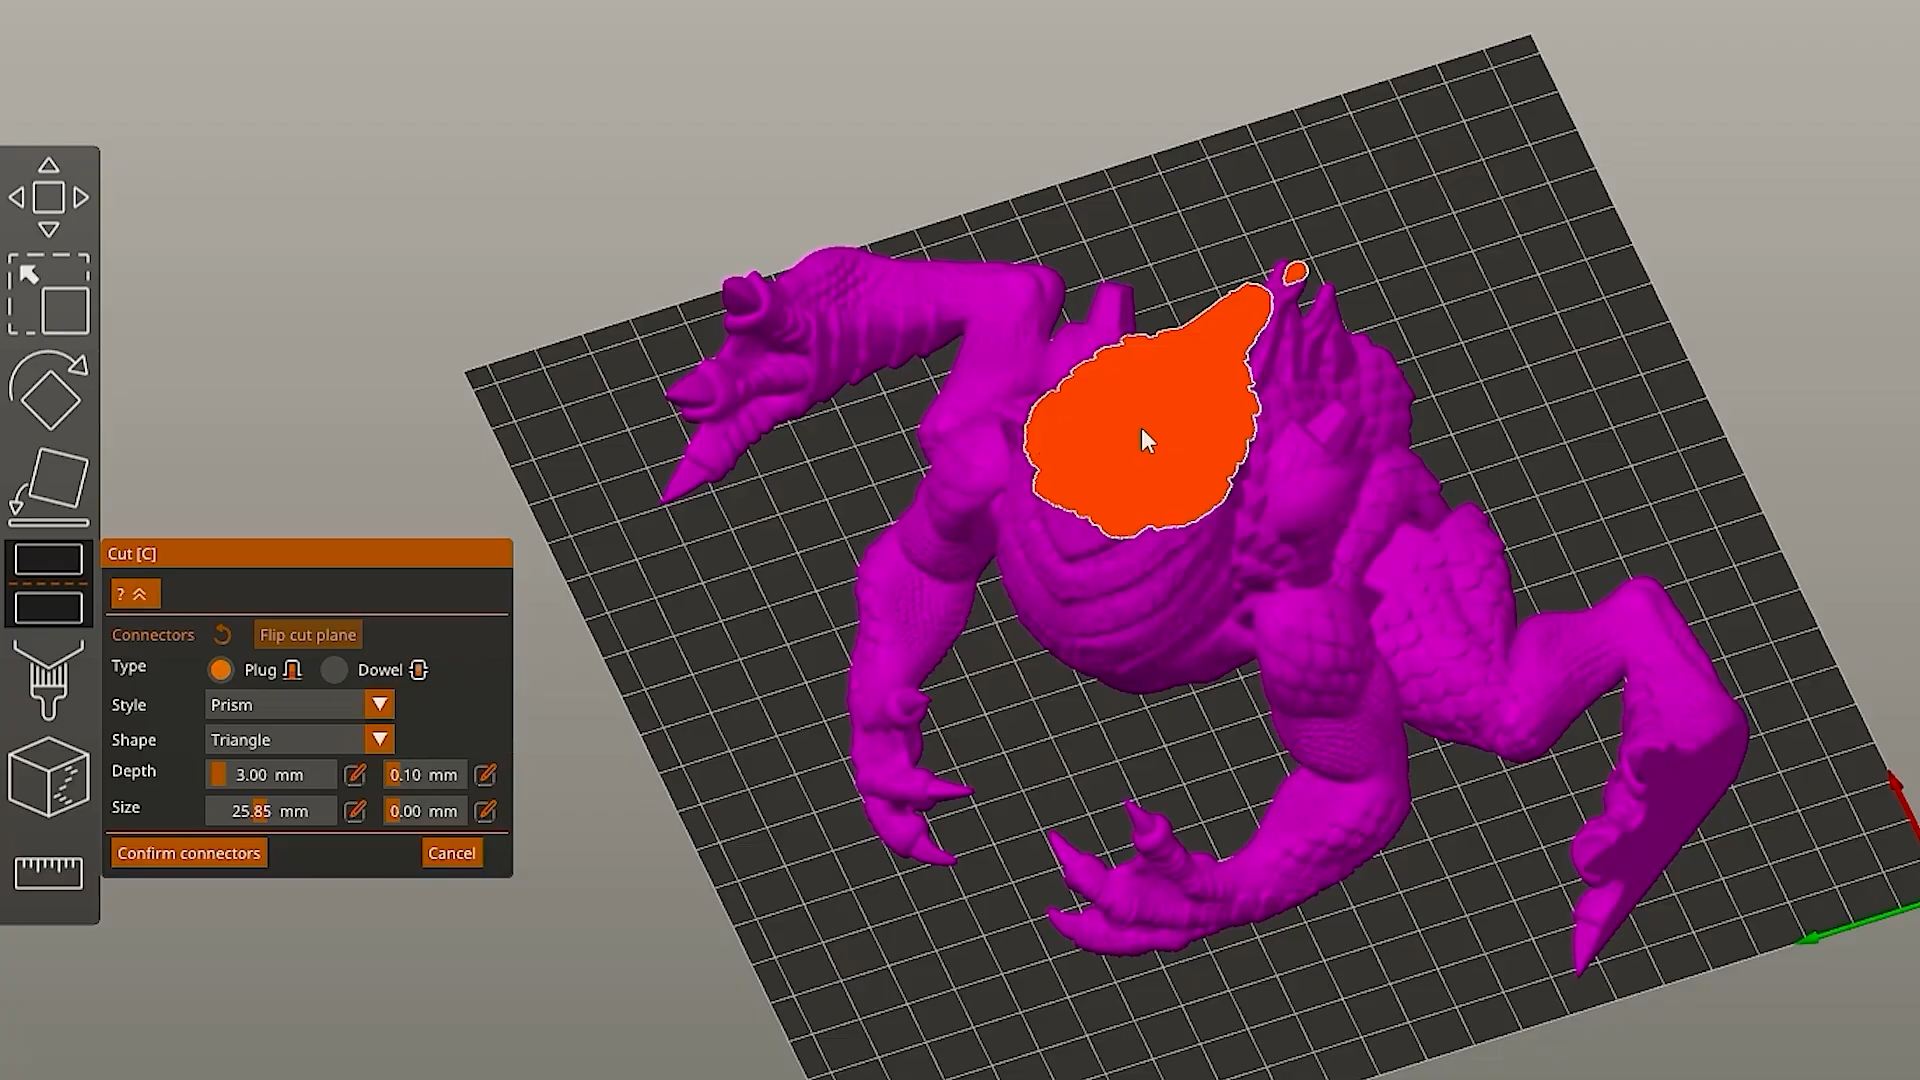 Cut [C]
?
Connectors Flip cut plane
Type Plug Dowel
Style Prism
Shape Triangle
Depth 3.00 mm 0.10 mm
Size 25.85 mm 0.00 mm
Confirm connectors Cancel